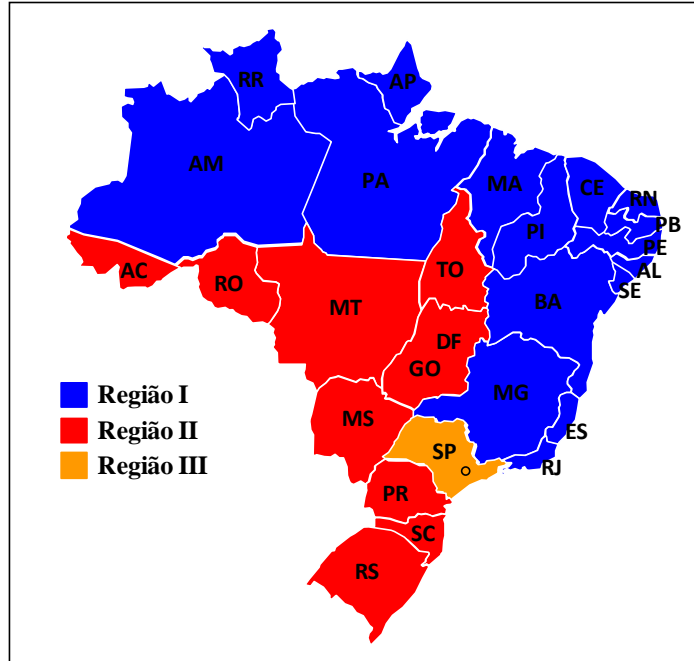 RR
AP
AM
PA
MA
CE
RN
PB
PI
PE
AL
SE
AC
RO
TO
MT
BA
DF
GO
MG
Região I
MS
ES
Região II
SP
RJ
Região III
PR
SC
RS